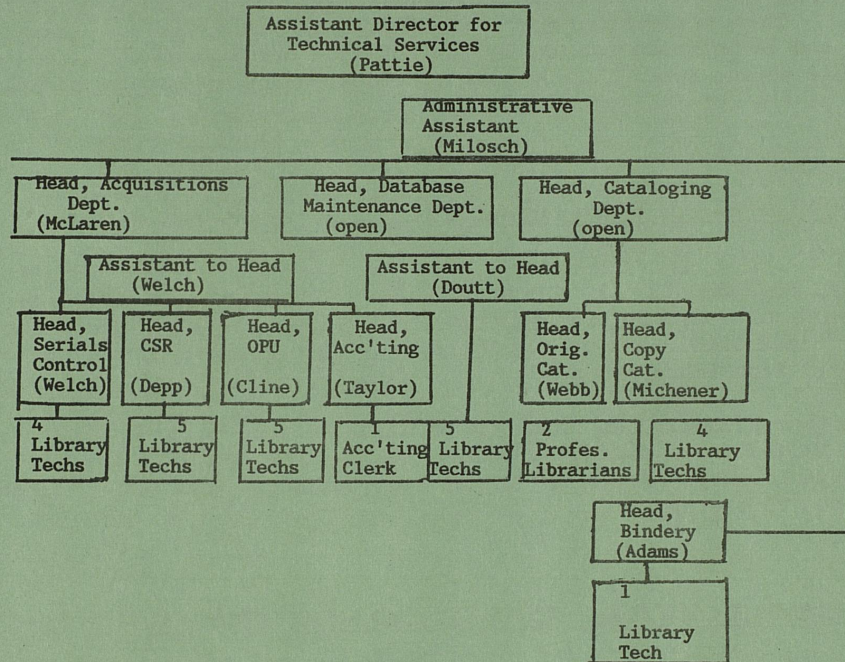 Assistant Director for
Technical Services
(Pattie)
Administrative
Assistant
(Milosch)
Head, Acquisitions
Dept.
(McLaren)
Head, Database
Maintenance Dept.
(open)
Head, Cataloging
Dept.
(open)
Assistant to Head
(Welch)
Assistant to Head
(Doutt)
Head,
Serials
Control
(Welch)
Head,
CSR
(Depp)
Head,
OPU
(Cline)
Head,
Acc'ting
(Taylor)
Head,
Orig.
Cat.
(Webb)
Head,
Copy
Cat.
(Michener)
4
Library
Techs
5
Library
Techs
5
Library
Techs
1
Acc'ting
Clerk
5
Library
Techs
2
Profes.
Librarians
4
Library
Techs
Head,
Bindery
(Adams)
1
Library
Tech